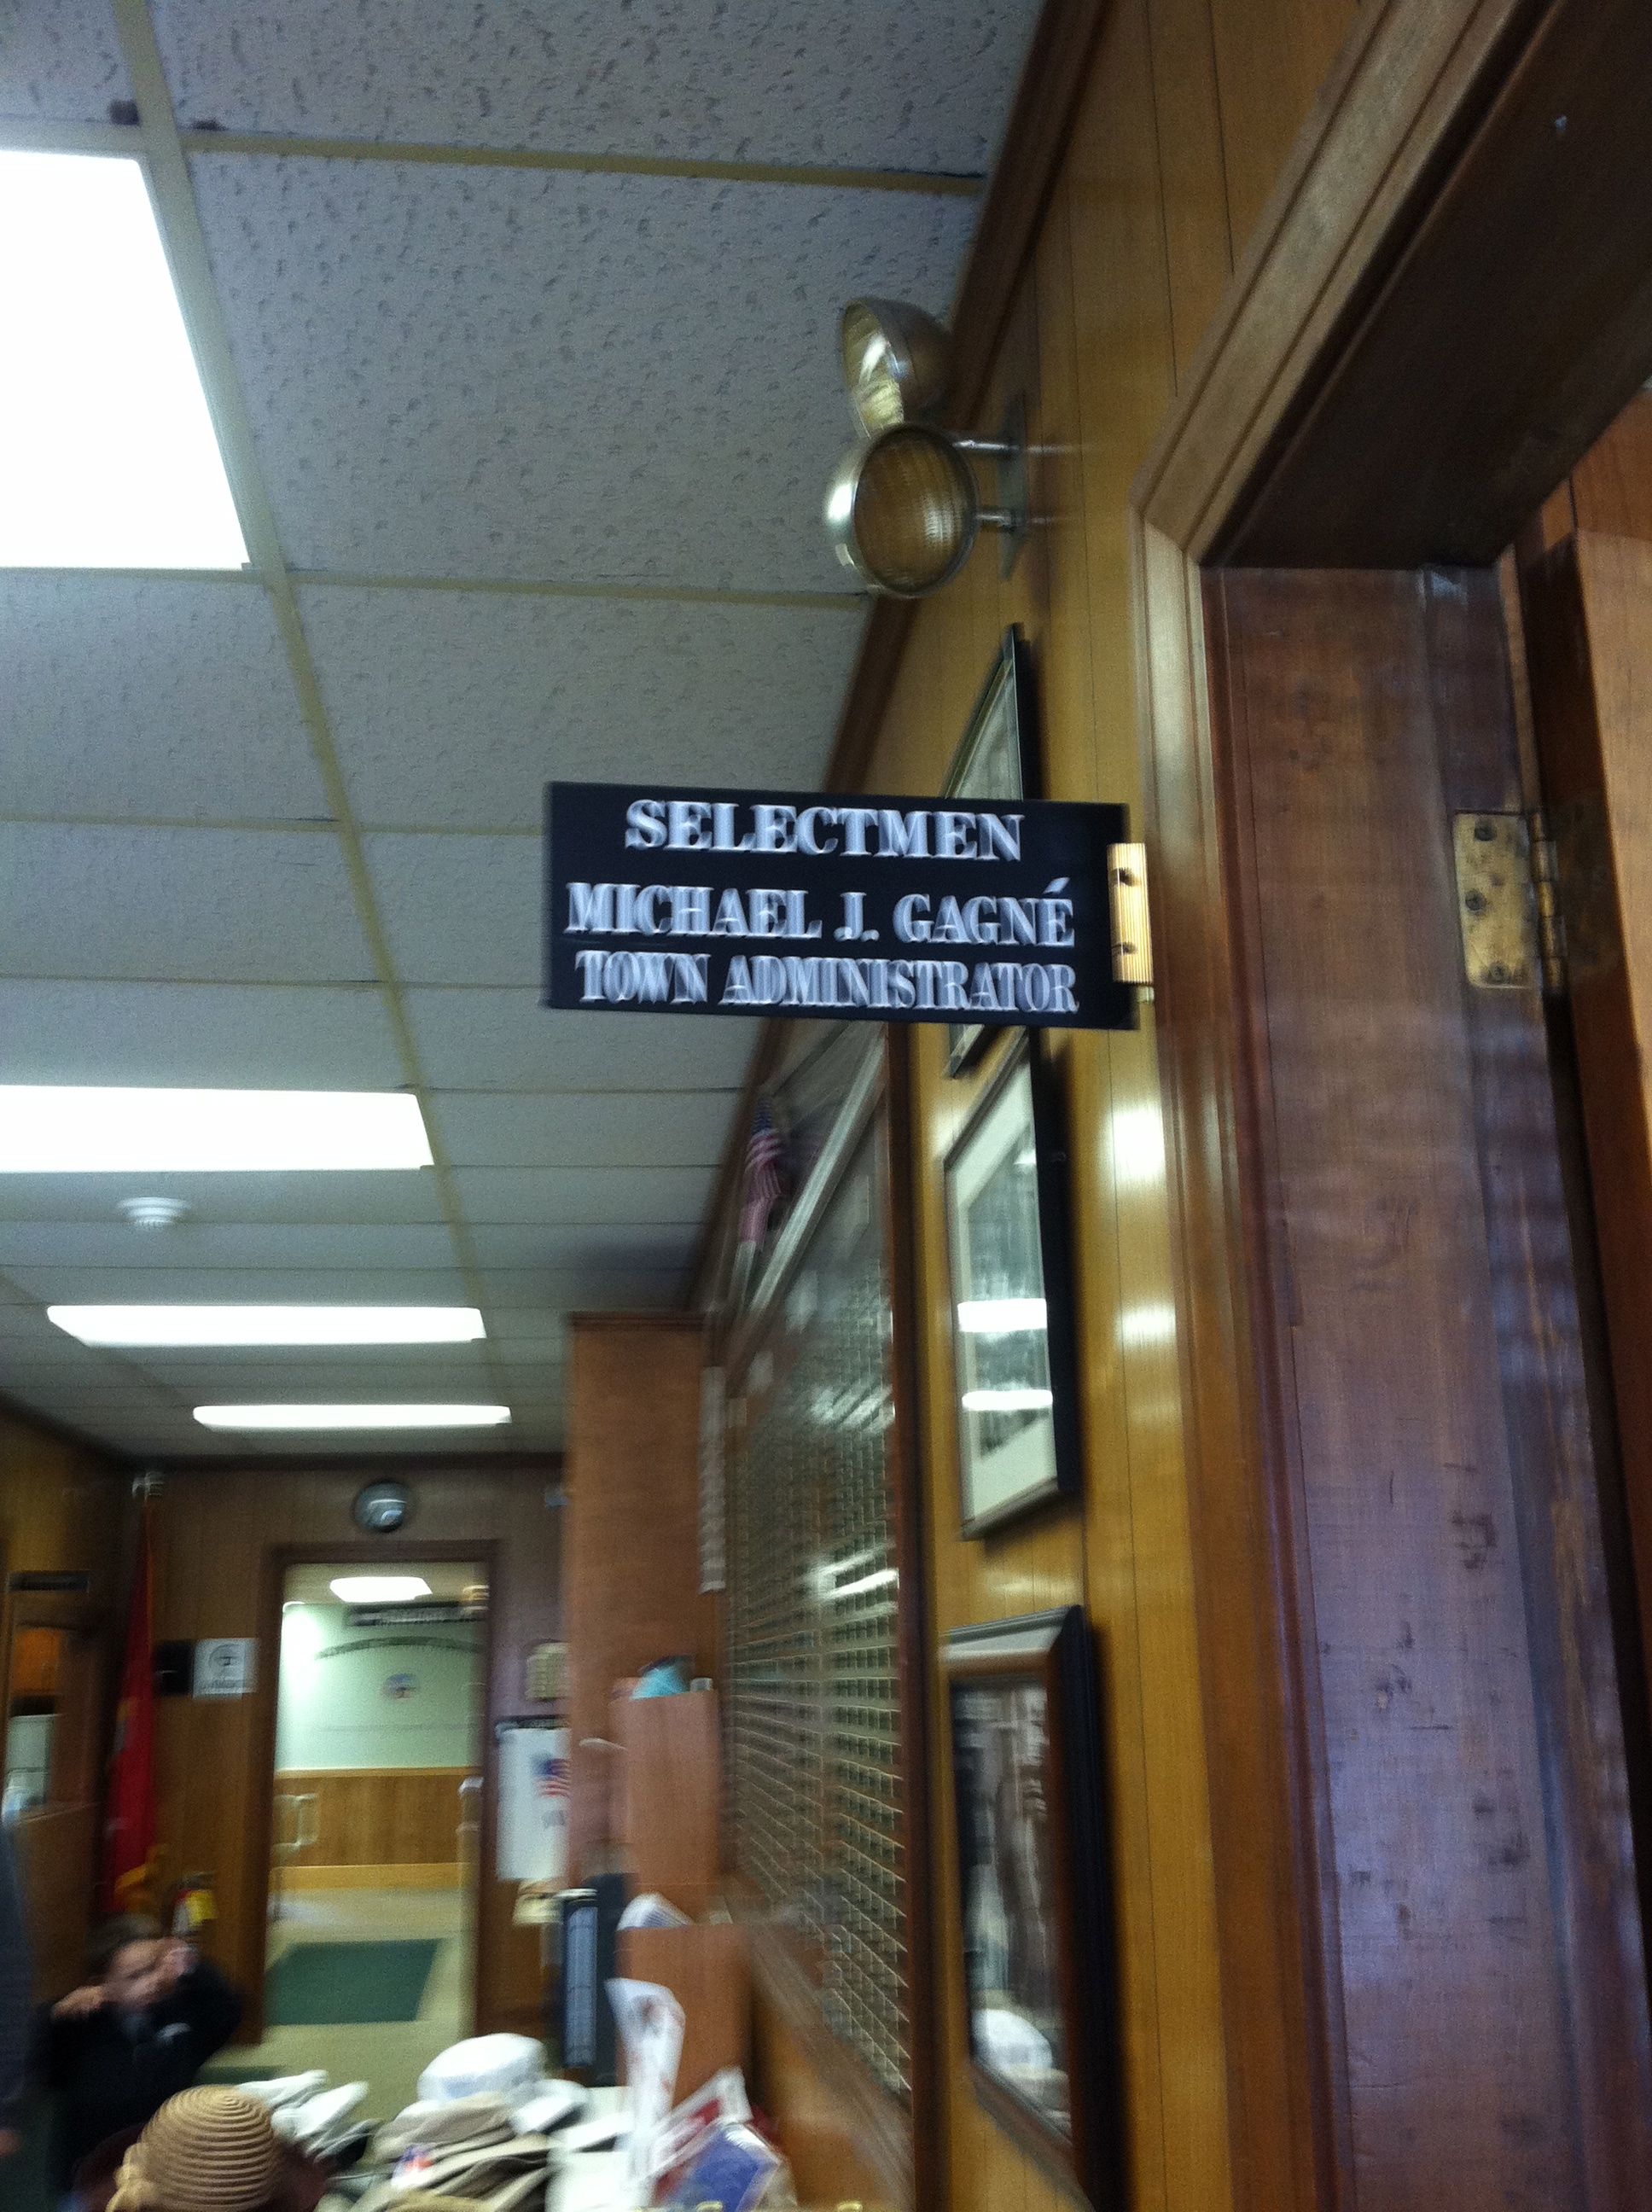 SELECTMEN
MICHAEL J. GAGNÉ
TOWN ADMINISTRATOR